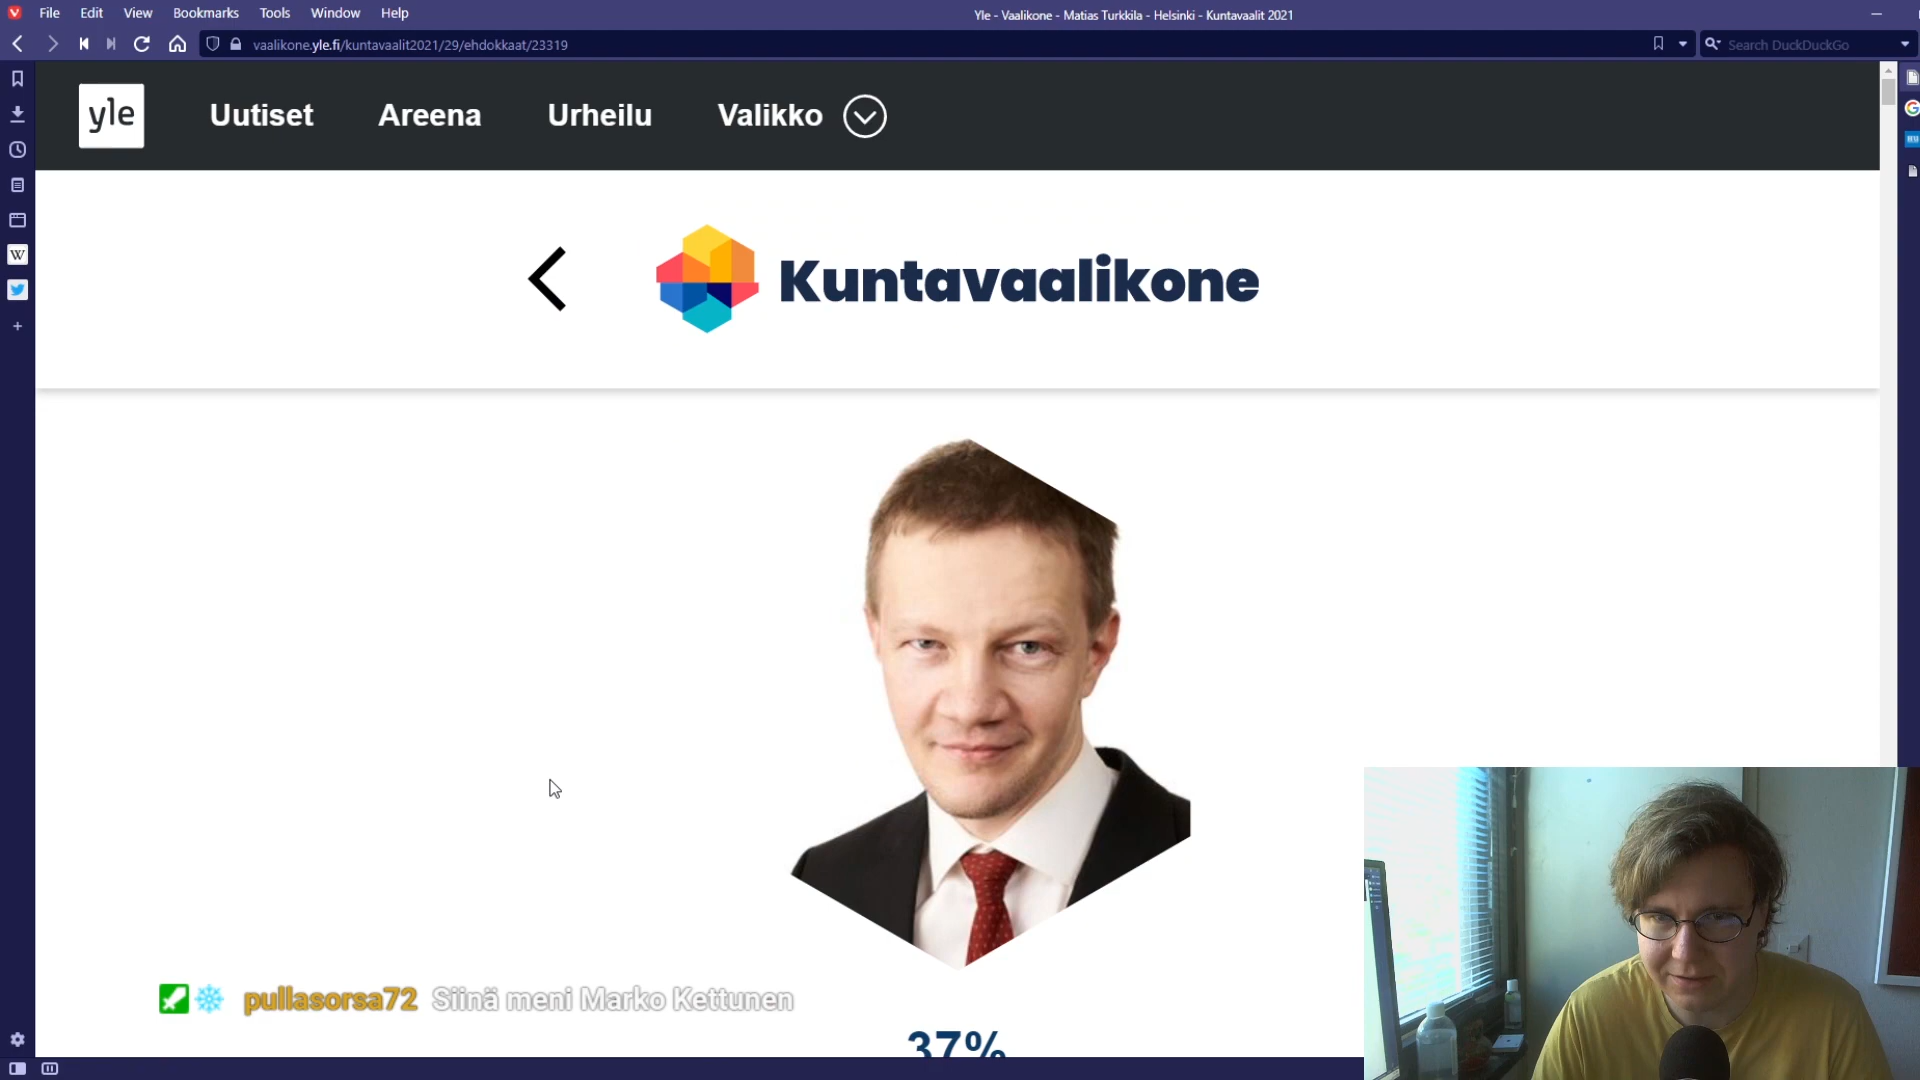 File Edit View Bookmarks Tools Window Help
Yle - Vaalikone - Matias Turkkila - Helsinki - Kuntavaalit 2021
vaalikone.yle.fi/kuntavaalit2021/29/ehdokkaat/23319
Search DuckDuckGo
yle Uutiset Areena Urheilu Valikko
Kuntavaalikone
W
pullasorsa72 Siinä meni Marko Kettunen
37%